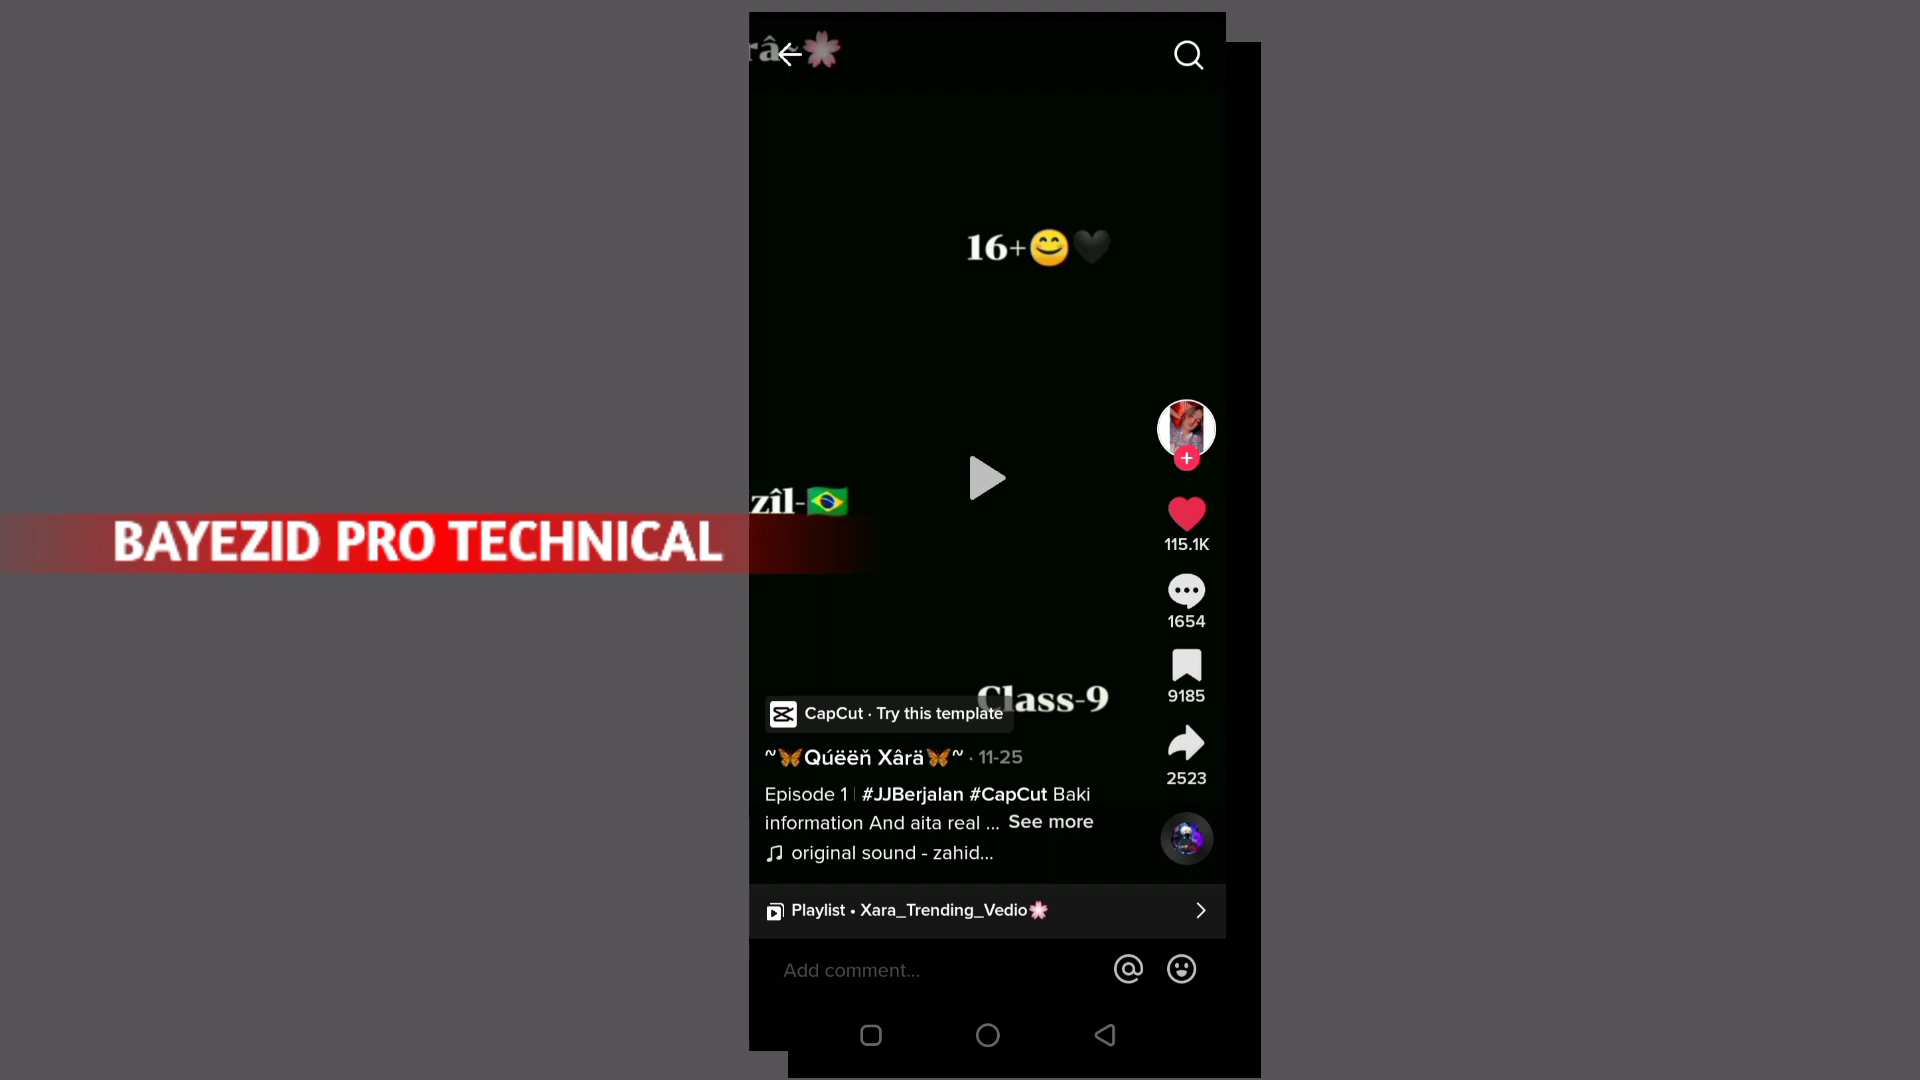 râ~🌸
16+😊🖤
zîl-🇧🇷
BAYEZID PRO TECHNICAL
115.1K
1654
9185
2523
Class-9
CapCut · Try this template
~🦋Qúëëň Xârä🦋~ · 11-25
Episode 1 | #JJBerjalan #CapCut Baki
information And aita real ... See more
original sound - zahid...
Playlist • Xara_Trending_Vedio🌸
Add comment...